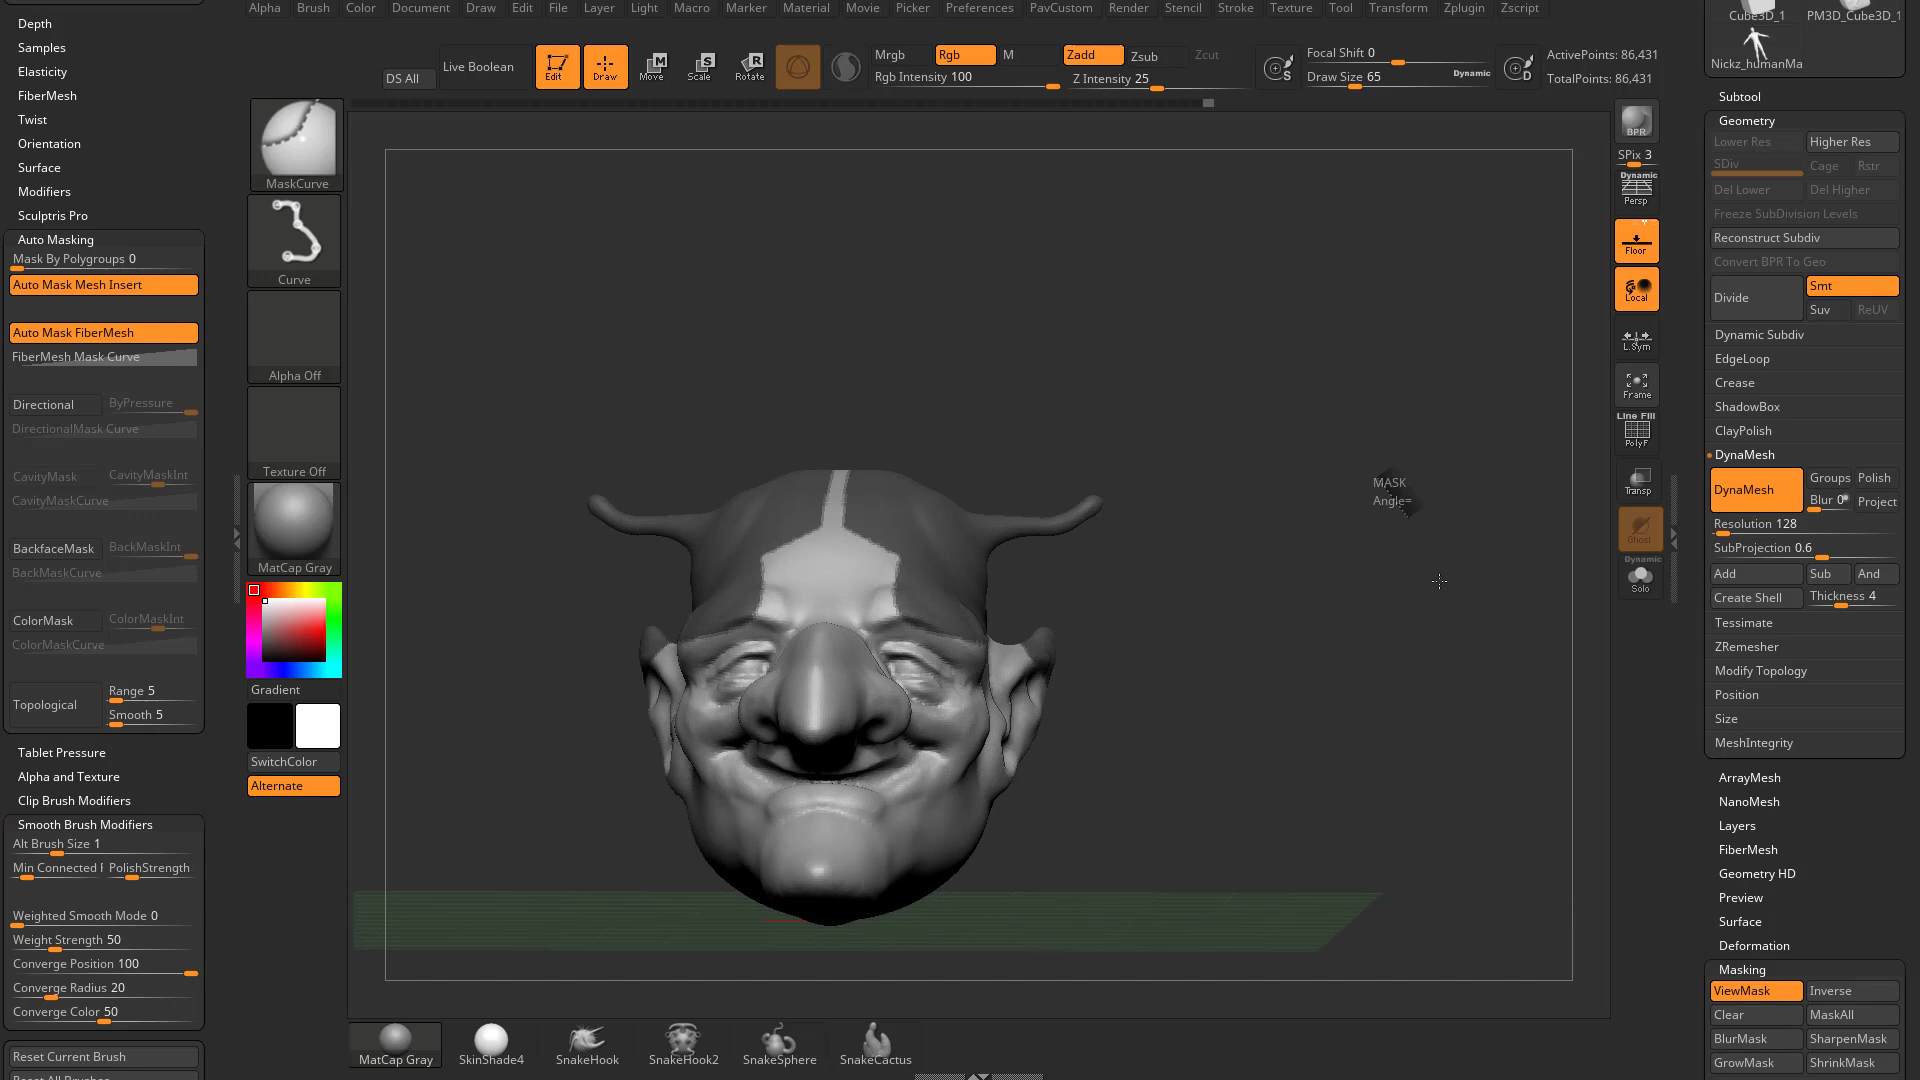 Alpha Brush Color Document Draw Edit File Layer Light Macro Marker Material Movie Picker Preferences PavCustom Render Stencil Stroke Texture Tool Transform Zplugin Zscript
Depth
Samples
Elasticity
FiberMesh
Twist
Orientation
Surface
Modifiers
Sculptris Pro
Auto Masking
Mask By Polygroups 0
Auto Mask Mesh Insert
Auto Mask FiberMesh
FiberMesh Mask Curve
Directional ByPressure
DirectionalMask Curve
CavityMask CavityMaskInt
CavityMaskCurve
BackfaceMask BackMaskInt
BackMaskCurve
ColorMask ColorMaskInt
ColorMaskCurve
Topological
Range 5
Smooth 5
Tablet Pressure
Alpha and Texture
Clip Brush Modifiers
Smooth Brush Modifiers
Alt Brush Size 1
Min Connected PolishStrength
Weighted Smooth Mode 0
Weight Strength 50
Converge Position 100
Converge Radius 20
Converge Color 50
Reset Current Brush
Reset All Brushes
DS All
Live Boolean
Edit
Draw
Move
Scale
Rotate
Mrgb Rgb M
Rgb Intensity 100
Zadd Zsub Zcut
Z Intensity 25
S
Focal Shift 0
Draw Size 65
Dynamic
D
ActivePoints: 86,431
TotalPoints: 86,431
MaskCurve
Curve
Alpha Off
Texture Off
MatCap Gray
Gradient
SwitchColor
Alternate
MASK
Angle=
MatCap Gray
SkinShade4
SnakeHook
SnakeHook2
SnakeSphere
SnakeCactus
BPR
SPix 3
Dynamic
Persp
Floor
Local
L.Sym
Frame
Line Fill
PolyF
Transp
Ghost
Dynamic
Solo
Cube3D_1 PM3D_Cube3D_1
Nickz_humanMa
Subtool
Geometry
Lower Res Higher Res
SDiv Cage Rstr
Del Lower Del Higher
Freeze SubDivision Levels
Reconstruct Subdiv
Convert BPR To Geo
Divide
Smt
Suv ReUV
Dynamic Subdiv
EdgeLoop
Crease
ShadowBox
ClayPolish
DynaMesh
DynaMesh
Groups Polish
Blur 0 Project
Resolution 128
SubProjection 0.6
Add Sub And
Create Shell Thickness 4
Tessimate
ZRemesher
Modify Topology
Position
Size
MeshIntegrity
ArrayMesh
NanoMesh
Layers
FiberMesh
Geometry HD
Preview
Surface
Deformation
Masking
ViewMask Inverse
Clear MaskAll
BlurMask SharpenMask
GrowMask ShrinkMask